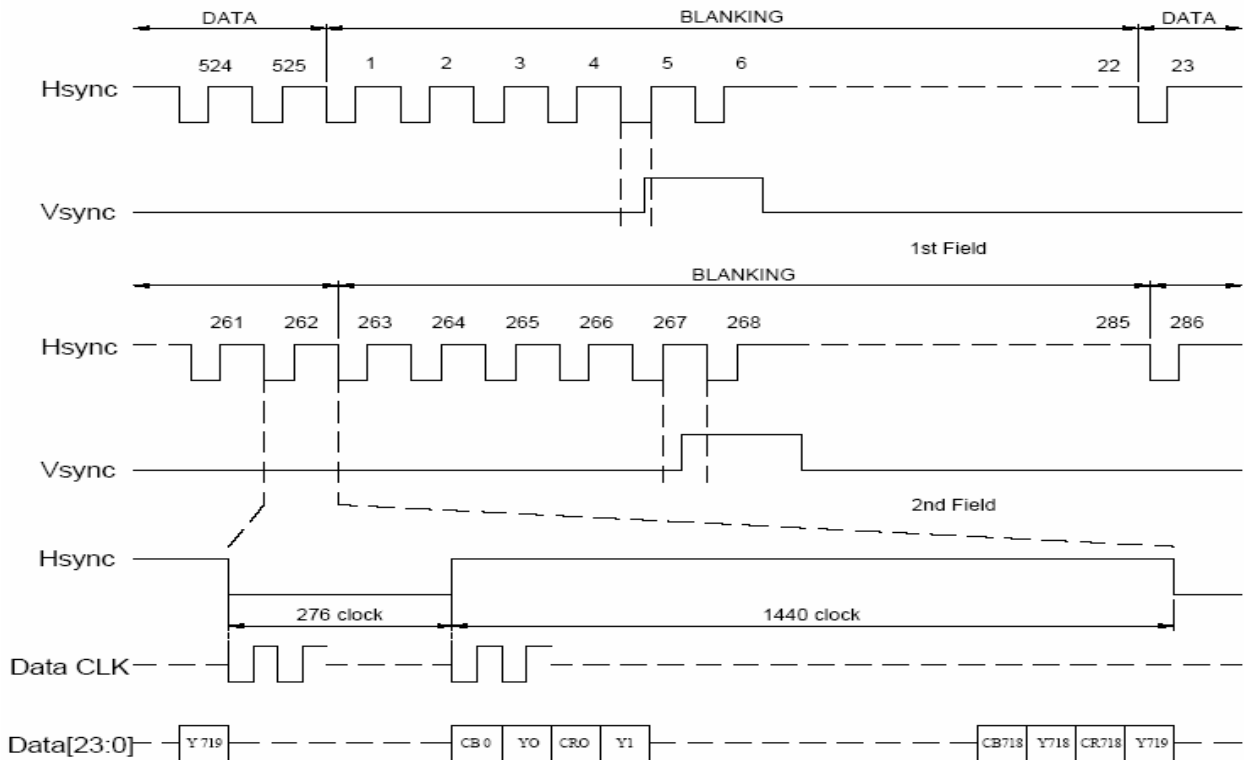 DATA BLANKING DATA
524 525 1 2 3 4 5 6 22 23
Hsync
Vsync
1st Field
BLANKING
261 262 263 264 265 266 267 268 285 286
Hsync
Vsync
2nd Field
Hsync
276 clock 1440 clock
Data CLK
Data[23:0] Y719 CB0 Y0 CR0 Y1 CB718 Y718 CR718 Y719